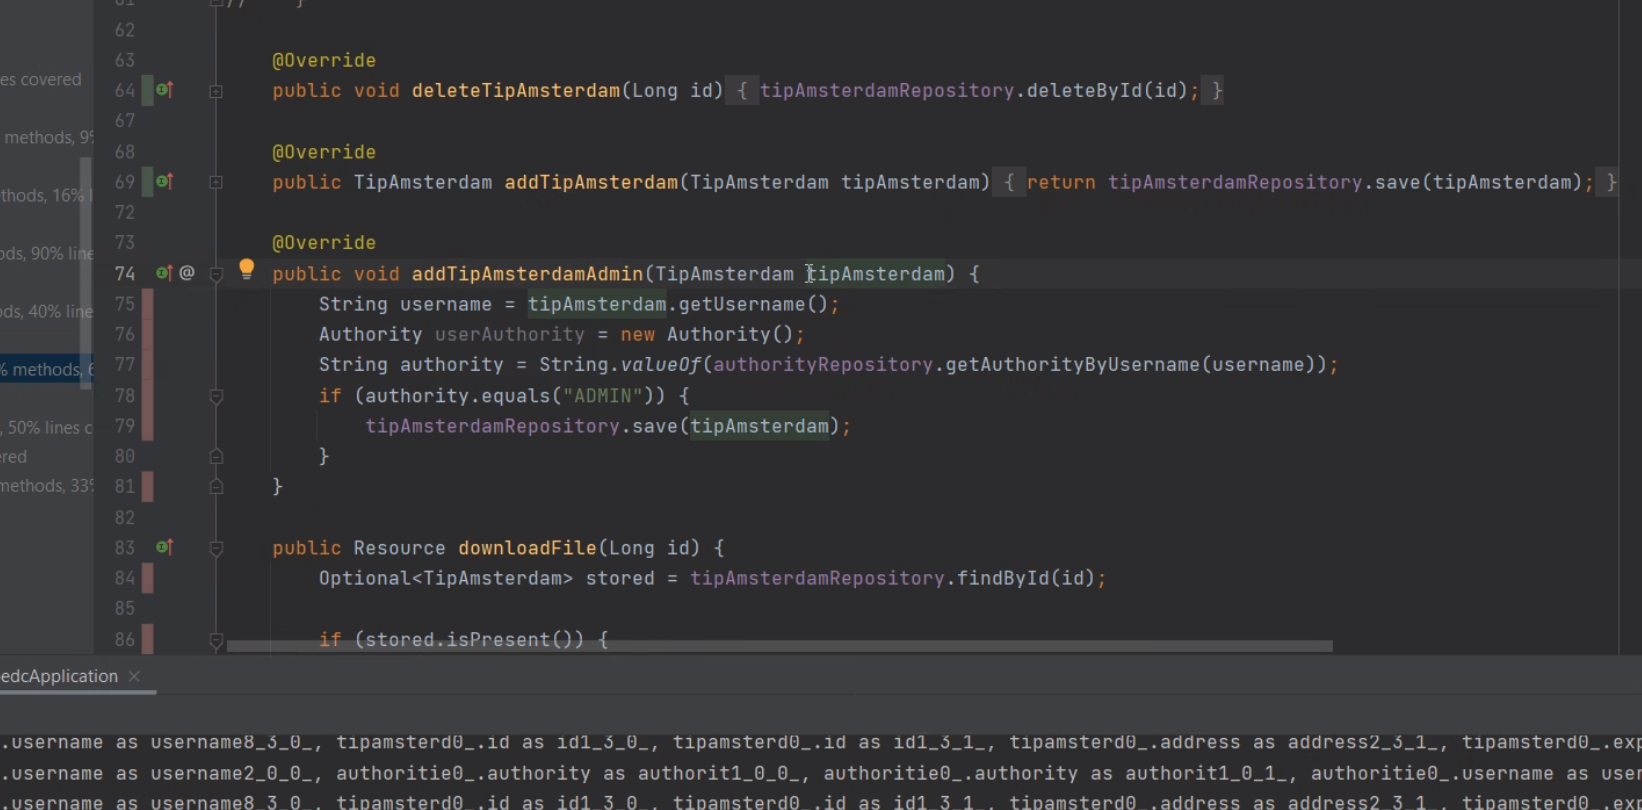 61 // }
62
63 @Override
es covered
64 public void deleteTipAmsterdam(Long id) { tipAmsterdamRepository.deleteById(id); }
67
methods, 9%
68 @Override
69 public TipAmsterdam addTipAmsterdam(TipAmsterdam tipAmsterdam) { return tipAmsterdamRepository.save(tipAmsterdam); }
thods, 16% l
72
73 @Override
ods, 90% line
74 @ public void addTipAmsterdamAdmin(TipAmsterdam tipAmsterdam) {
75 String username = tipAmsterdam.getUsername();
ods, 40% line
76 Authority userAuthority = new Authority();
77 String authority = String.valueOf(authorityRepository.getAuthorityByUsername(username));
% methods, 6
78 if (authority.equals("ADMIN")) {
79 tipAmsterdamRepository.save(tipAmsterdam);
, 50% lines c
80 }
ered
81 }
methods, 33%
82
83 public Resource downloadFile(Long id) {
84 Optional<TipAmsterdam> stored = tipAmsterdamRepository.findById(id);
85
86 if (stored.isPresent()) {
edcApplication ×
.username as username8_3_0_, tipamsterd0_.id as id1_3_0_, tipamsterd0_.id as id1_3_1_, tipamsterd0_.address as address2_3_1_, tipamsterd0_.exp
.username as username2_0_0_, authoritie0_.authority as authorit1_0_0_, authoritie0_.authority as authorit1_0_1_, authoritie0_.username as user
.username as username8_3_0_, tipamsterd0_.id as id1_3_0_, tipamsterd0_.id as id1_3_1_, tipamsterd0_.address as address2_3_1_, tipamsterd0_.exp